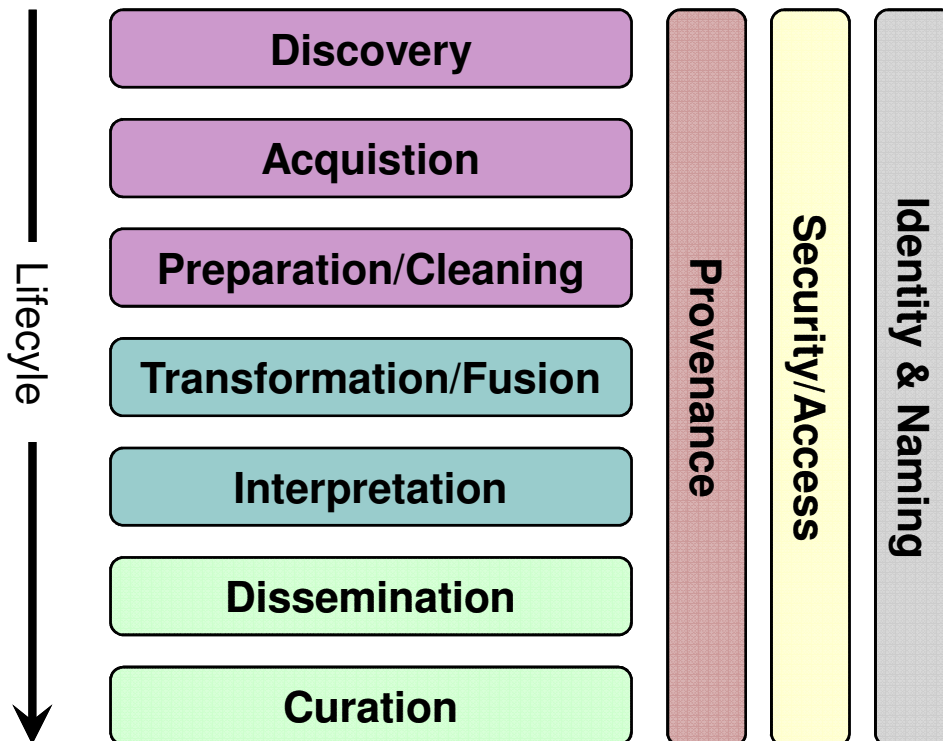 Lifecyle
Discovery
Acquistion
Preparation/Cleaning
Transformation/Fusion
Interpretation
Dissemination
Curation
Provenance
Security/Access
Identity & Naming